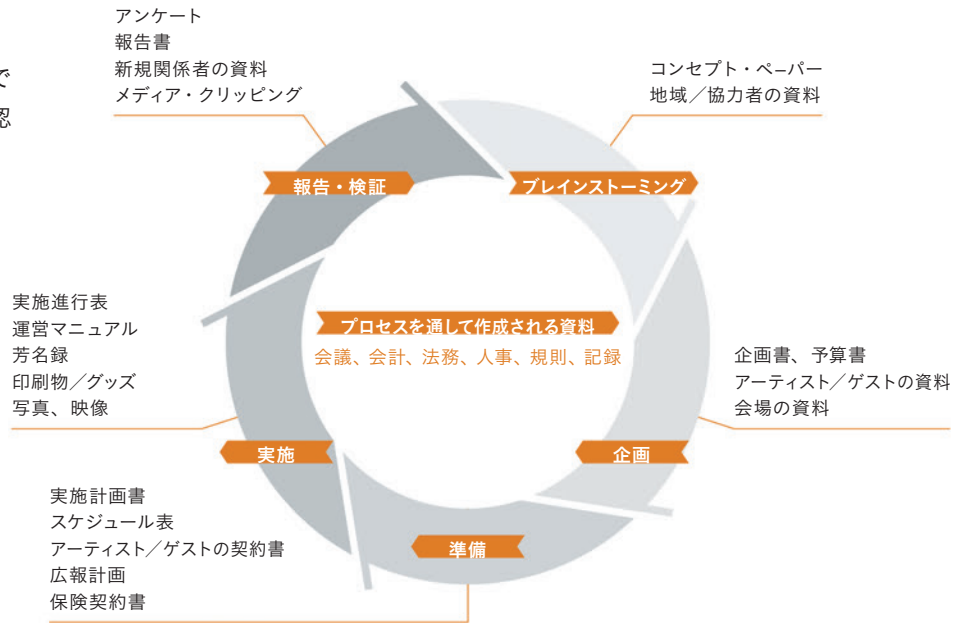 アンケート
報告書
新規関係者の資料
メディア・クリッピング
で
認
コンセプト・ペーパー
地域／協力者の資料
報告・検証
ブレインストーミング
実施進行表
運営マニュアル
芳名録
印刷物／グッズ
写真、映像
プロセスを通して作成される資料
会議、会計、法務、人事、規則、記録
企画書、予算書
アーティスト／ゲストの資料
会場の資料
実施
企画
実施計画書
スケジュール表
アーティスト／ゲストの契約書
広報計画
保険契約書
準備